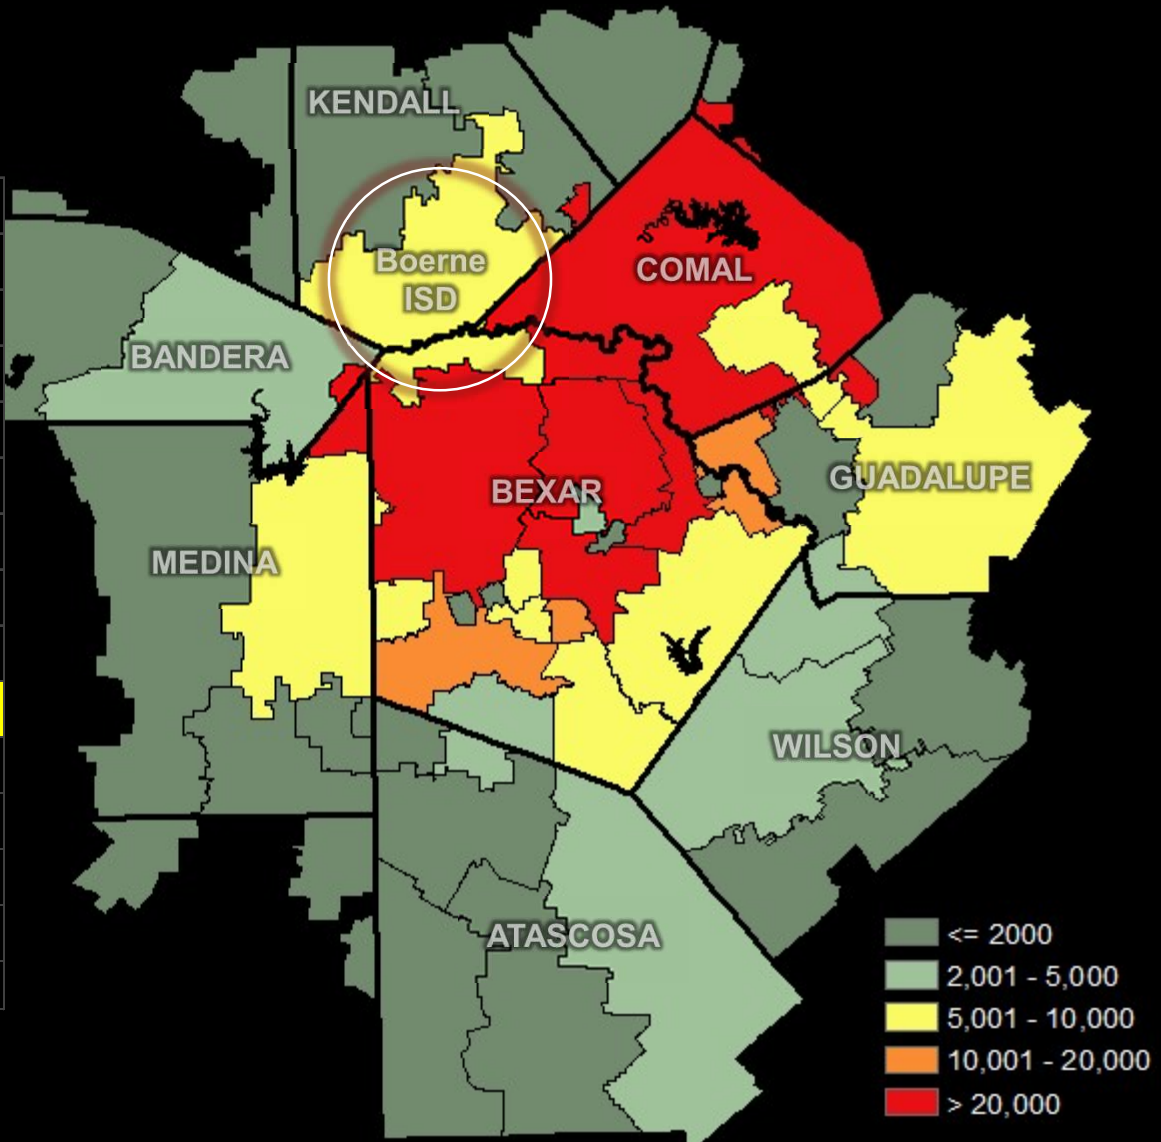 KENDALL
Boerne
ISD
COMAL
BANDERA
GUADALUPE
BEXAR
MEDINA
WILSON
ATASCOSA
<= 2000
2,001 - 5,000
5,001 - 10,000
10,001 - 20,000
> 20,000